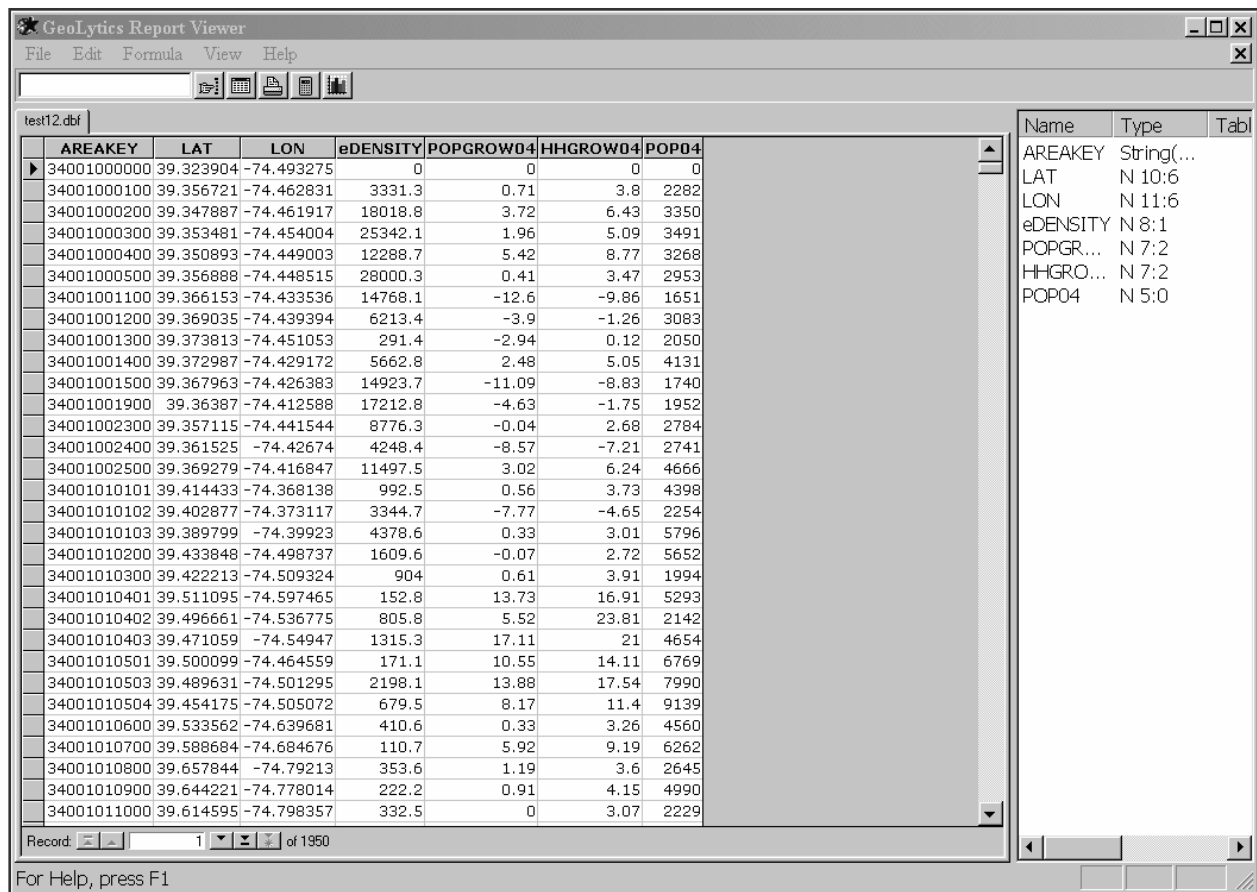 GeoLytics Report Viewer
File Edit Formula View Help
test12.dbf
AREAKEY LAT LON eDENSITY POPGROW04 HHGROW04 POP04
34001000000 39.323904 -74.493275 0 0 0 0
34001000100 39.356721 -74.462831 3331.3 0.71 3.8 2282
34001000200 39.347887 -74.461917 18018.8 3.72 6.43 3350
34001000300 39.353481 -74.454004 25342.1 1.96 5.09 3491
34001000400 39.350893 -74.449003 12288.7 5.42 8.77 3268
34001000500 39.356888 -74.448515 28000.3 0.41 3.47 2953
34001001100 39.366153 -74.433536 14768.1 -12.6 -9.86 1651
34001001200 39.369035 -74.439394 6213.4 -3.9 -1.26 3083
34001001300 39.373813 -74.451053 291.4 -2.94 0.12 2050
34001001400 39.372987 -74.429172 5662.8 2.48 5.05 4131
34001001500 39.367963 -74.426383 14923.7 -11.09 -8.83 1740
34001001900 39.36387 -74.412588 17212.8 -4.63 -1.75 1952
34001002300 39.357115 -74.441544 8776.3 -0.04 2.68 2784
34001002400 39.361525 -74.42674 4248.4 -8.57 -7.21 2741
34001002500 39.369279 -74.416847 11497.5 3.02 6.24 4666
34001010101 39.414433 -74.368138 992.5 0.56 3.73 4398
34001010102 39.402877 -74.373117 3344.7 -7.77 -4.65 2254
34001010103 39.389799 -74.39923 4378.6 0.33 3.01 5796
34001010200 39.433848 -74.498737 1609.6 -0.07 2.72 5652
34001010300 39.422213 -74.509324 904 0.61 3.91 1994
34001010401 39.511095 -74.597465 152.8 13.73 16.91 5293
34001010402 39.496661 -74.536775 805.8 5.52 23.81 2142
34001010403 39.471059 -74.54947 1315.3 17.11 21 4654
34001010501 39.500099 -74.464559 171.1 10.55 14.11 6769
34001010503 39.489631 -74.501295 2198.1 13.88 17.54 7990
34001010504 39.454175 -74.505072 679.5 8.17 11.4 9139
34001010600 39.533562 -74.639681 410.6 0.33 3.26 4560
34001010700 39.588684 -74.684676 110.7 5.92 9.19 6262
34001010800 39.657844 -74.79213 353.6 1.19 3.6 2645
34001010900 39.644221 -74.778014 222.2 0.91 4.15 4990
34001011000 39.614595 -74.798357 332.5 0 3.07 2229
Record: 1 of 1950
Name Type Tabl
AREAKEY String(...
LAT N 10:6
LON N 11:6
eDENSITY N 8:1
POPGR... N 7:2
HHGRO... N 7:2
POP04 N 5:0
For Help, press F1